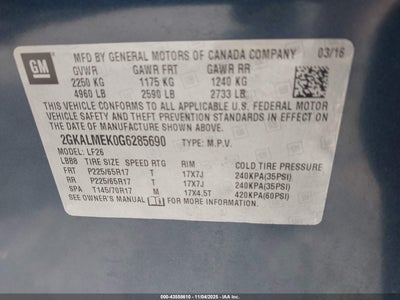 GM
MFD BY GENERAL MOTORS OF CANADA COMPANY 03/16
GVWR GAWR FRT GAWR RR
2250 KG 1175 KG 1240 KG
4960 LB 2590 LB 2733 LB
THIS VEHICLE CONFORMS TO ALL APPLICABLE U.S. FEDERAL MOTOR
VEHICLE SAFETY AND THEFT PREVENTION STANDARDS IN EFFECT ON
THE DATE OF MANUFACTURE SHOWN ABOVE.
2GKALMEK0G6285690 TYPE: M.P.V.
MODEL: LF26
TIRE SIZE SPEED RTG RIM COLD TIRE PRESSURE
FRT P225/65R17 T 17X7J 240KPA(35PSI)
RR P225/65R17 T 17X7J 240KPA(35PSI)
SPA T145/70R17 M 17X4.5T 420KPA(60PSI)
SEE OWNER'S MANUAL FOR MORE INFORMATION.
000-43558610 - 11/04/2025 - www.iaai.com